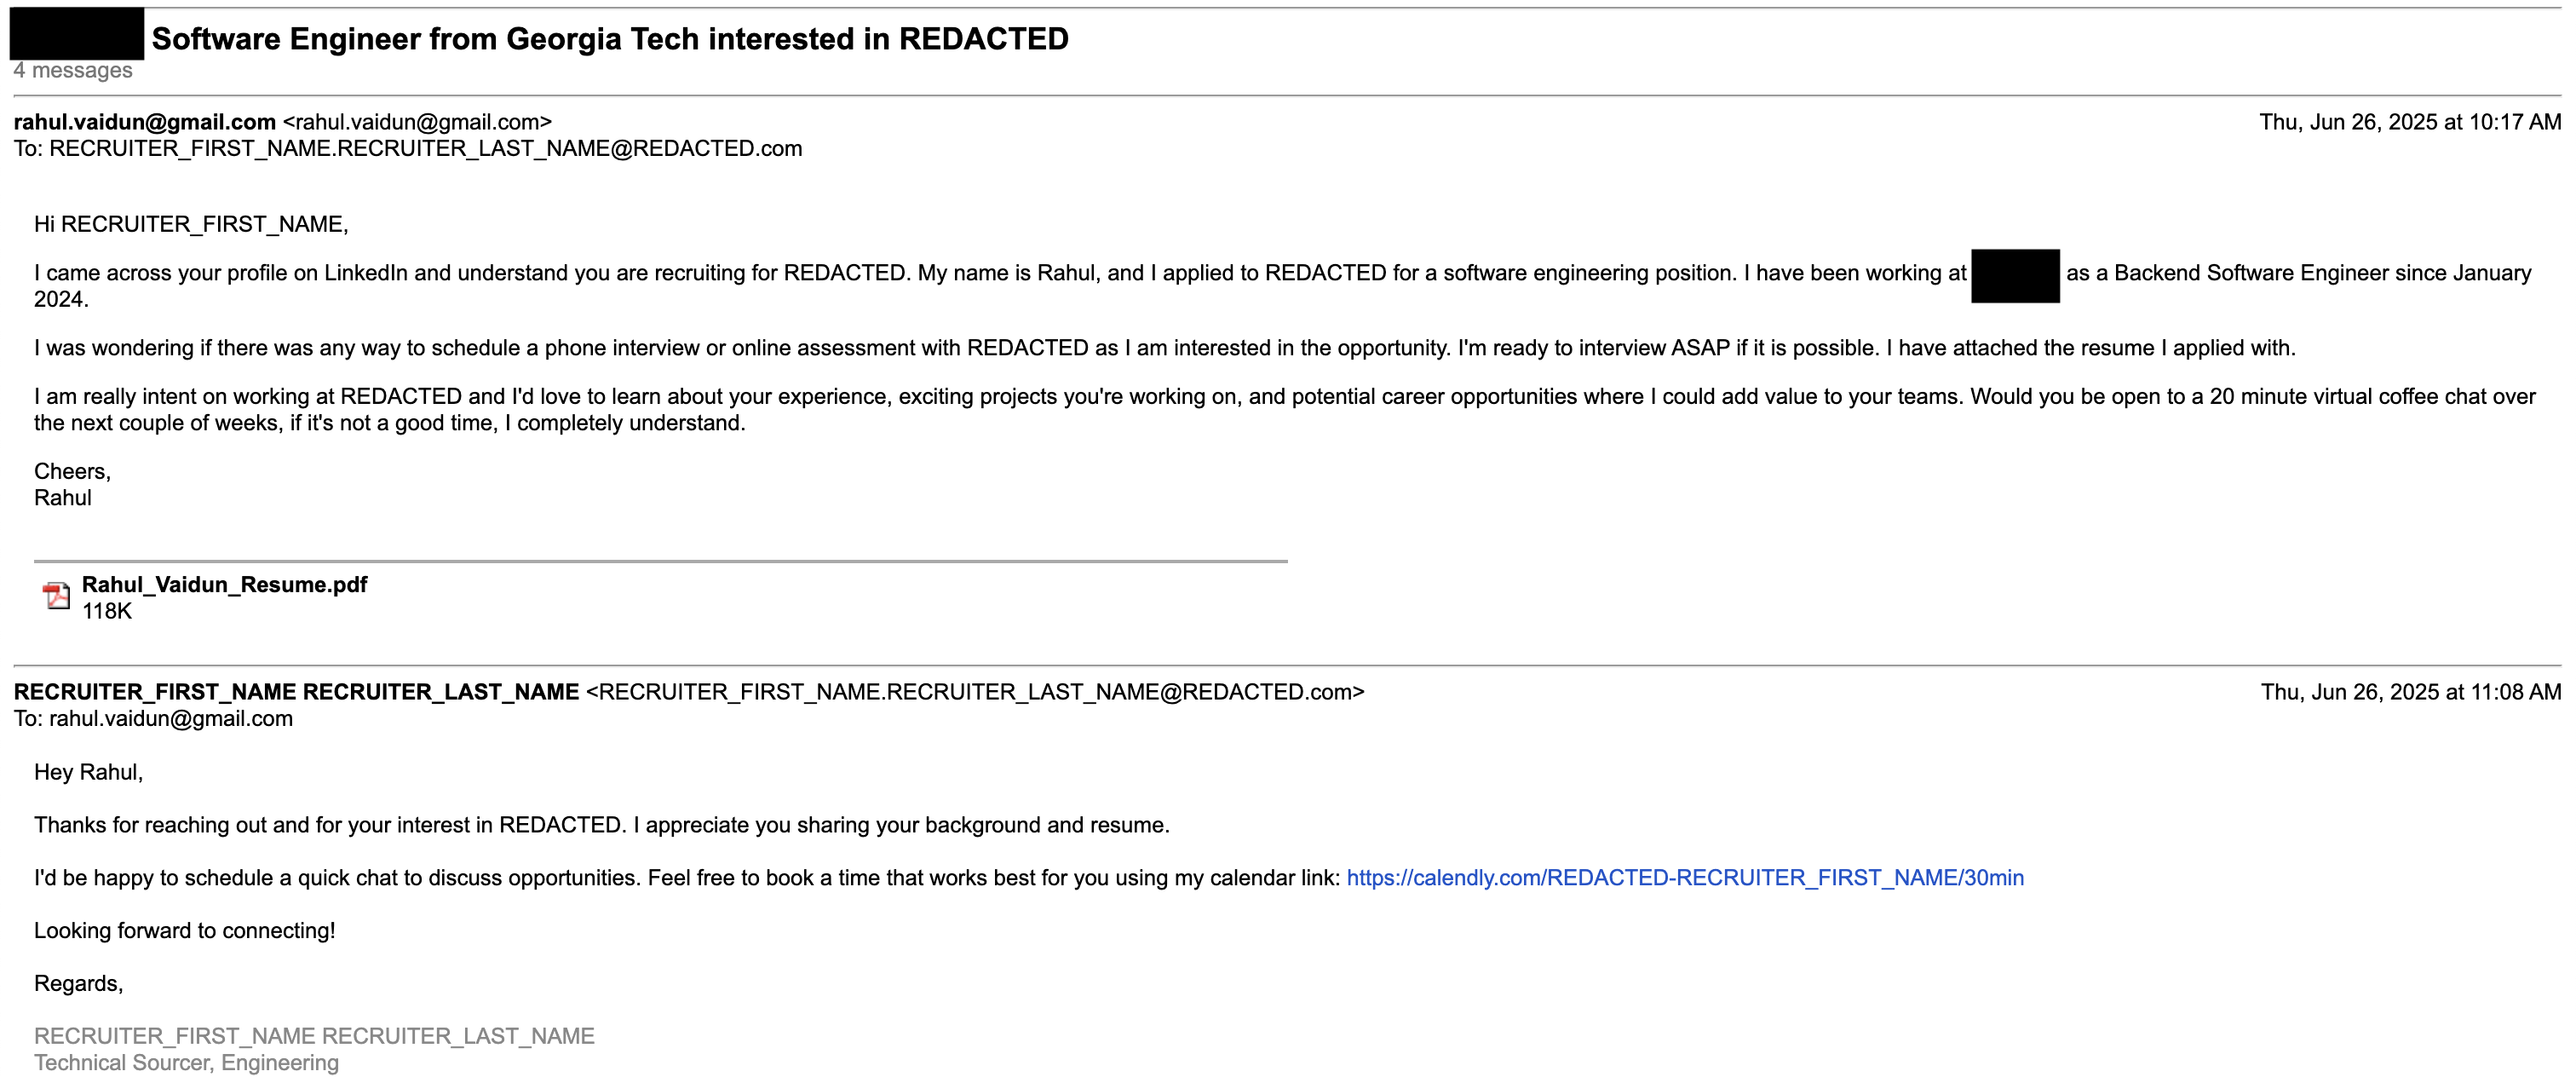 Software Engineer from Georgia Tech interested in REDACTED
4 messages
rahul.vaidun@gmail.com <rahul.vaidun@gmail.com> Thu, Jun 26, 2025 at 10:17 AM
To: RECRUITER_FIRST_NAME.RECRUITER_LAST_NAME@REDACTED.com
Hi RECRUITER_FIRST_NAME,
I came across your profile on LinkedIn and understand you are recruiting for REDACTED. My name is Rahul, and I applied to REDACTED for a software engineering position. I have been working at as a Backend Software Engineer since January
2024.
I was wondering if there was any way to schedule a phone interview or online assessment with REDACTED as I am interested in the opportunity. I'm ready to interview ASAP if it is possible. I have attached the resume I applied with.
I am really intent on working at REDACTED and I'd love to learn about your experience, exciting projects you're working on, and potential career opportunities where I could add value to your teams. Would you be open to a 20 minute virtual coffee chat over
the next couple of weeks, if it's not a good time, I completely understand.
Cheers,
Rahul
Rahul_Vaidun_Resume.pdf
118K
RECRUITER_FIRST_NAME RECRUITER_LAST_NAME <RECRUITER_FIRST_NAME.RECRUITER_LAST_NAME@REDACTED.com> Thu, Jun 26, 2025 at 11:08 AM
To: rahul.vaidun@gmail.com
Hey Rahul,
Thanks for reaching out and for your interest in REDACTED. I appreciate you sharing your background and resume.
I'd be happy to schedule a quick chat to discuss opportunities. Feel free to book a time that works best for you using my calendar link: https://calendly.com/REDACTED-RECRUITER_FIRST_NAME/30min
Looking forward to connecting!
Regards,
RECRUITER_FIRST_NAME RECRUITER_LAST_NAME
Technical Sourcer, Engineering